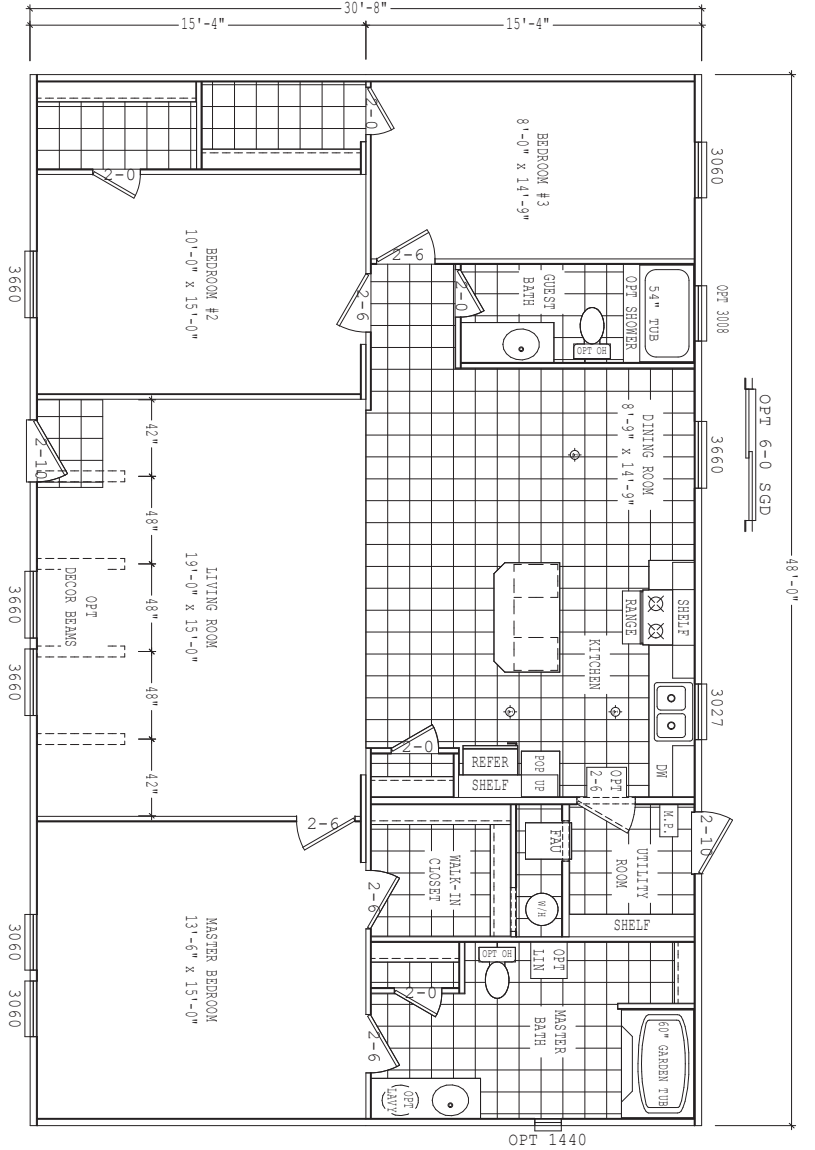 30'-8"
15'-4"
15'-4"
48'-0"
OPT 6-0 SGD
3060
OPT 3008
3660
3027
2-10
BEDROOM #3
8'-0" x 14'-9"
2-0
2-6
54" TUB
OPT SHOWER
GUEST
BATH
OPT OH
2-0
DINING ROOM
8'-9" x 14'-9"
SHELF
RANGE
KITCHEN
DW
OPT
2-6
POP UP
REFER
SHELF
2-0
M.P.
UTILITY
ROOM
SHELF
FAU
W/H
WALK-IN
CLOSET
2-6
OPT
LIN
OPT OH
2-0
MASTER
BATH
60" GARDEN TUB
2-6
(OPT
LAVY)
OPT 1440
2-0
BEDROOM #2
10'-0" x 15'-0"
2-6
3660
42"
48"
48"
48"
42"
LIVING ROOM
19'-0" x 15'-0"
OPT
DECOR BEAMS
2-10
3660
3660
2-6
MASTER BEDROOM
13'-6" x 15'-0"
3060
3060